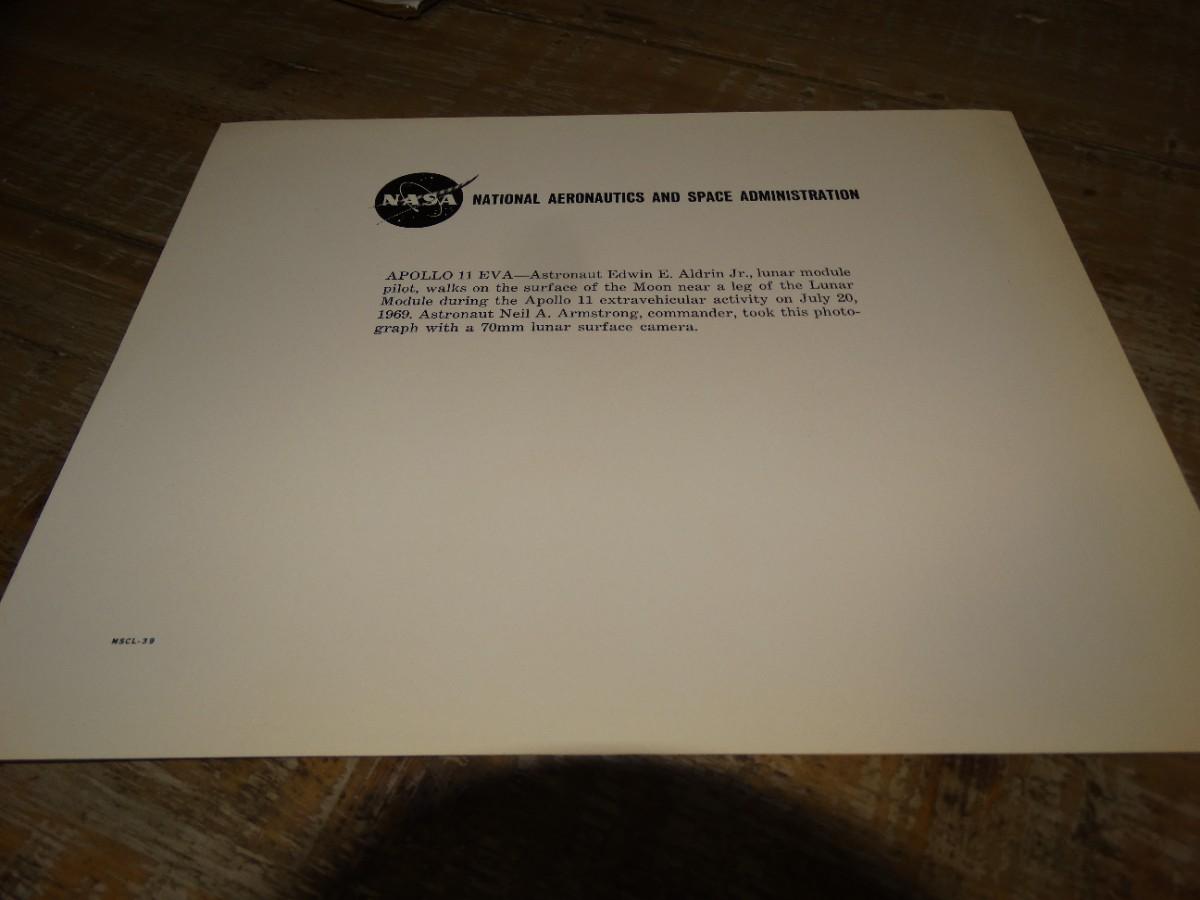 NASA NATIONAL AERONAUTICS AND SPACE ADMINISTRATION
APOLLO 11 EVA—Astronaut Edwin E. Aldrin Jr., lunar module
pilot, walks on the surface of the Moon near a leg of the Lunar
Module during the Apollo 11 extravehicular activity on July 20,
1969. Astronaut Neil A. Armstrong, commander, took this photo-
graph with a 70mm lunar surface camera.
MSCL-39